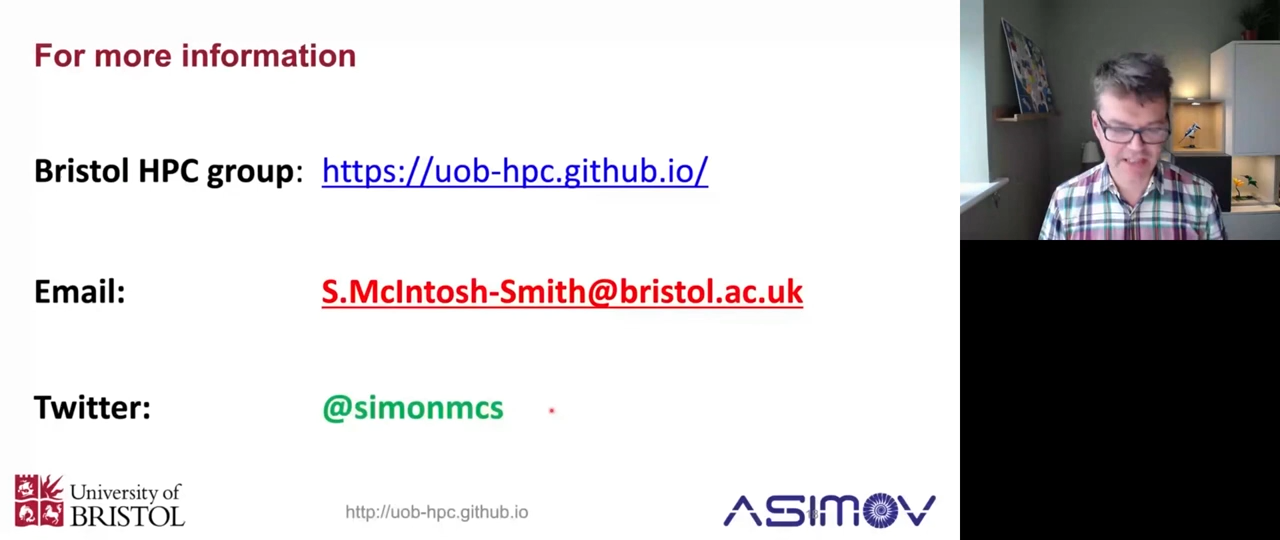 For more information
Bristol HPC group: https://uob-hpc.github.io/
Email: S.McIntosh-Smith@bristol.ac.uk
Twitter: @simonmcs
University of
BRISTOL
http://uob-hpc.github.io
ASIMOV